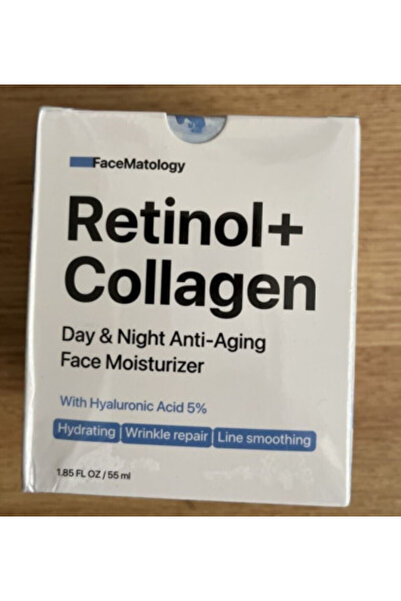 FaceMatology
Retinol+
Collagen
Day & Night Anti-Aging
Face Moisturizer
With Hyaluronic Acid 5%
Hydrating Wrinkle repair Line smoothing
1.85 FL OZ / 55 ml